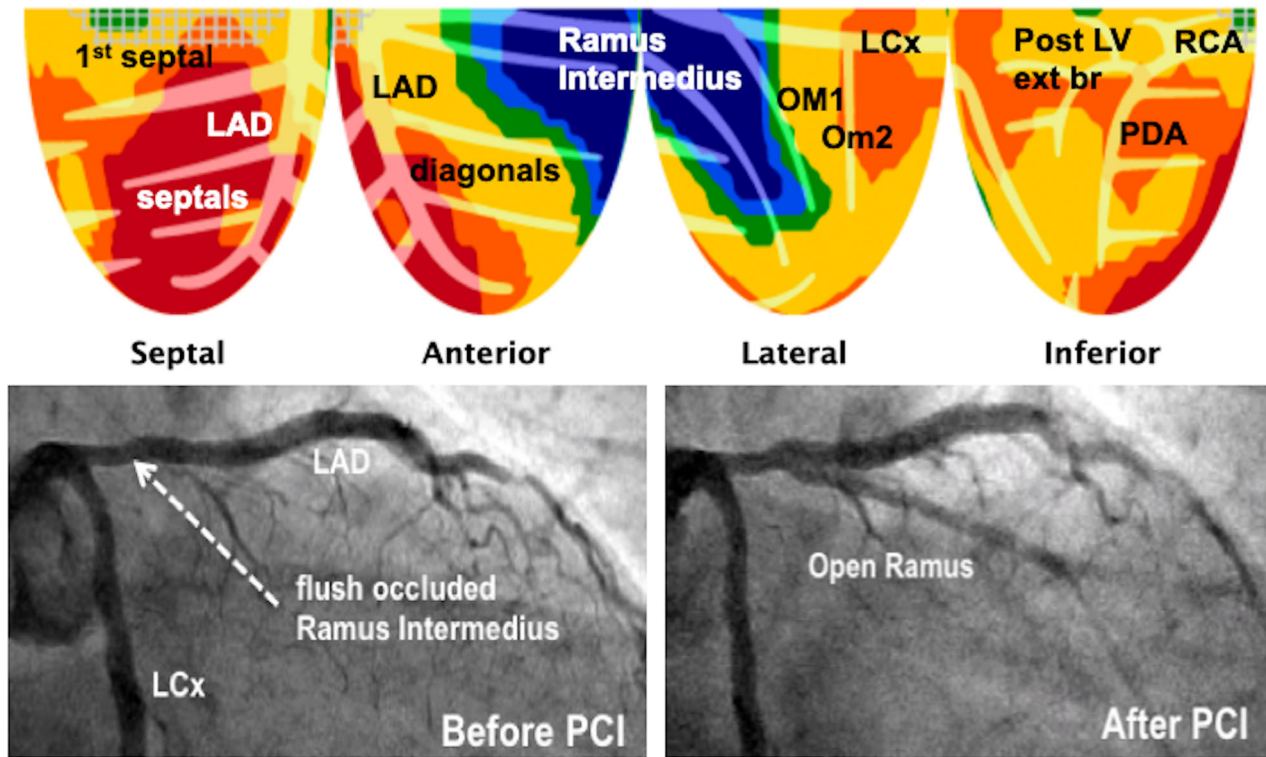 1st septal
LAD
septals
LAD
diagonals
Ramus
Intermedius
OM1
Om2
LCx
Post LV
ext br
RCA
PDA
Septal
Anterior
Lateral
Inferior
LAD
flush occluded
Ramus Intermedius
LCx
Before PCI
Open Ramus
After PCI